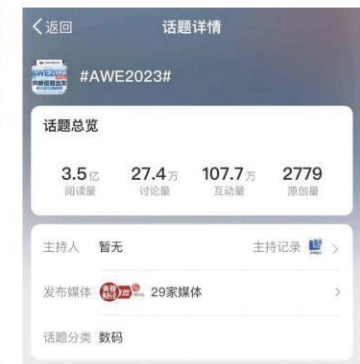 返回 话题详情
#AWE2023#
话题总览
3.5亿 27.4万 107.7万 2779
阅读量 讨论量 互动量 原创量
主持人 暂无 主持记录
发布媒体 29家媒体
话题分类 数码